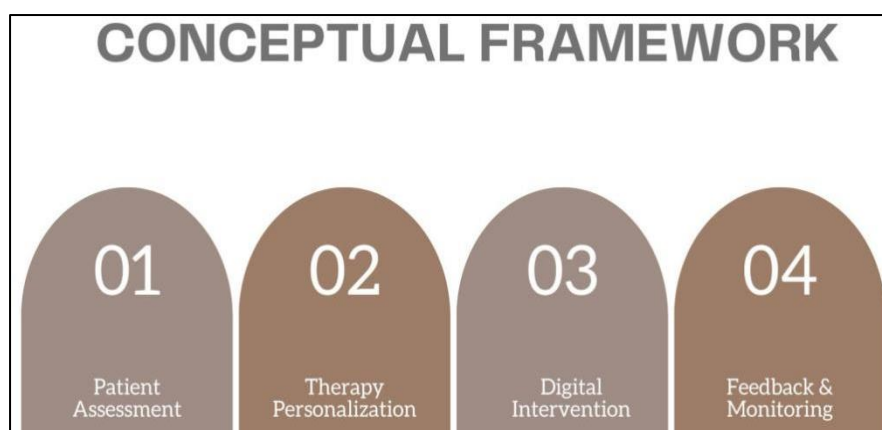 CONCEPTUAL FRAMEWORK
01
02
03
04
Patient
Assessment
Therapy
Personalization
Digital
Intervention
Feedback &
Monitoring